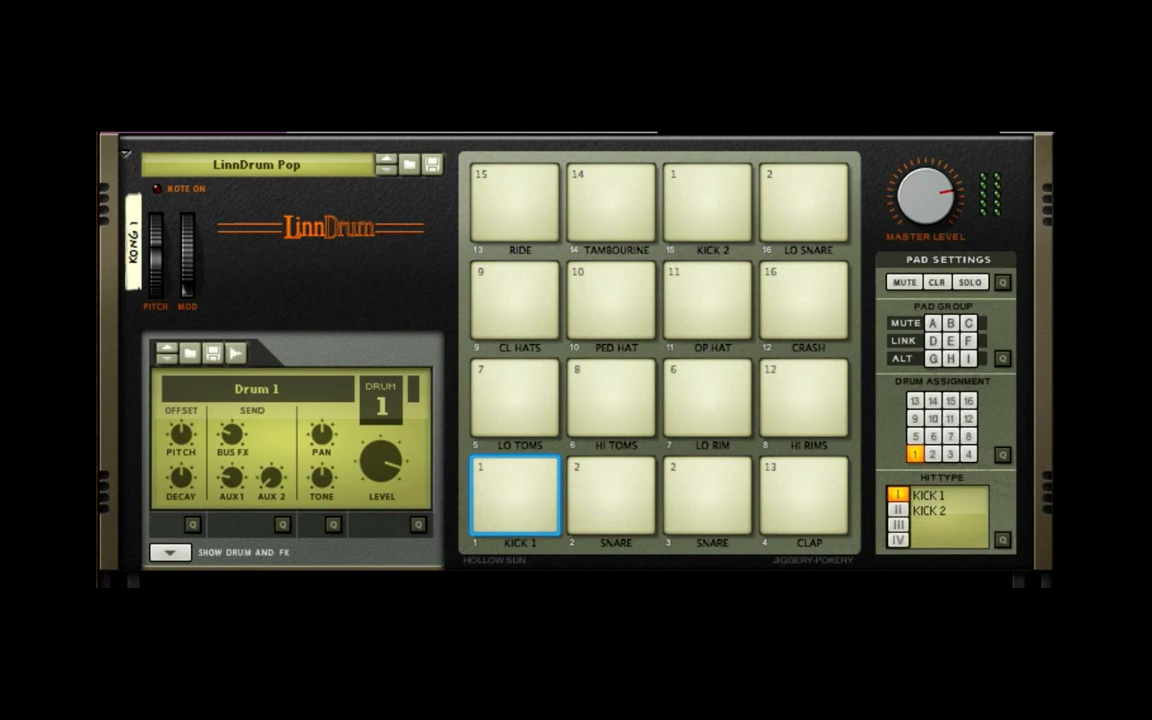 LinnDrum Pop
NOTE ON
KONG 1
LinnDrum
PITCH MOD
Drum 1
DRUM
1
OFFSET SEND
PITCH BUS FX PAN
DECAY AUX1 AUX 2 TONE LEVEL
Q Q Q Q
SHOW DRUM AND FX
15 14 1 2
13 RIDE 14 TAMBOURINE 15 KICK 2 16 LO SNARE
9 10 11 16
9 CL HATS 10 PED HAT 11 OP HAT 12 CRASH
7 8 6 12
5 LO TOMS 6 HI TOMS 7 LO RIM 8 HI RIMS
1 2 2 13
1 KICK 1 2 SNARE 3 SNARE 4 CLAP
HOLLOW SUN JIGGERY-POKERY
MASTER LEVEL
PAD SETTINGS
MUTE CLR SOLO Q
PAD GROUP
MUTE A B C
LINK D E F
ALT G H I Q
DRUM ASSIGNMENT
13 14 15 16
9 10 11 12
5 6 7 8
1 2 3 4 Q
HIT TYPE
I KICK 1
II KICK 2
III
IV Q